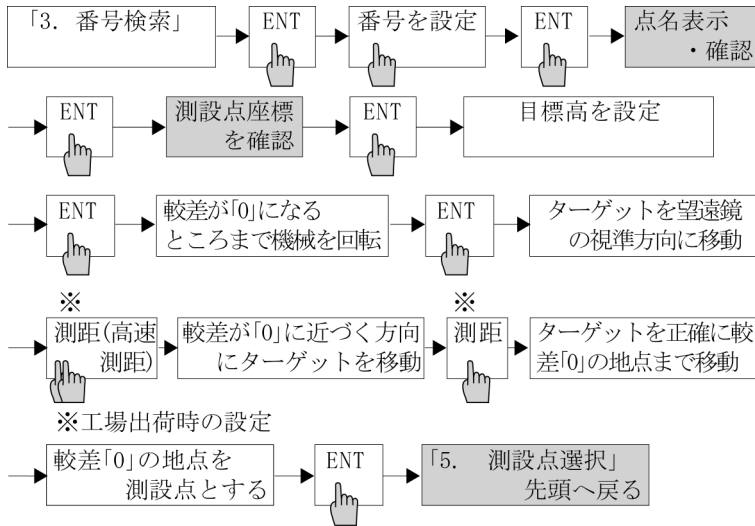 「3. 番号検索」
ENT
番号を設定
ENT
点名表示
・確認
ENT
測設点座標
を確認
ENT
目標高を設定
ENT
較差が「0」になる
ところまで機械を回転
ENT
ターゲットを望遠鏡
の視準方向に移動
※
測距(高速
測距)
較差が「0」に近づく方向
にターゲットを移動
※
測距
ターゲットを正確に較
差「0」の地点まで移動
※工場出荷時の設定
較差「0」の地点を
測設点とする
ENT
「5. 測設点選択」
先頭へ戻る